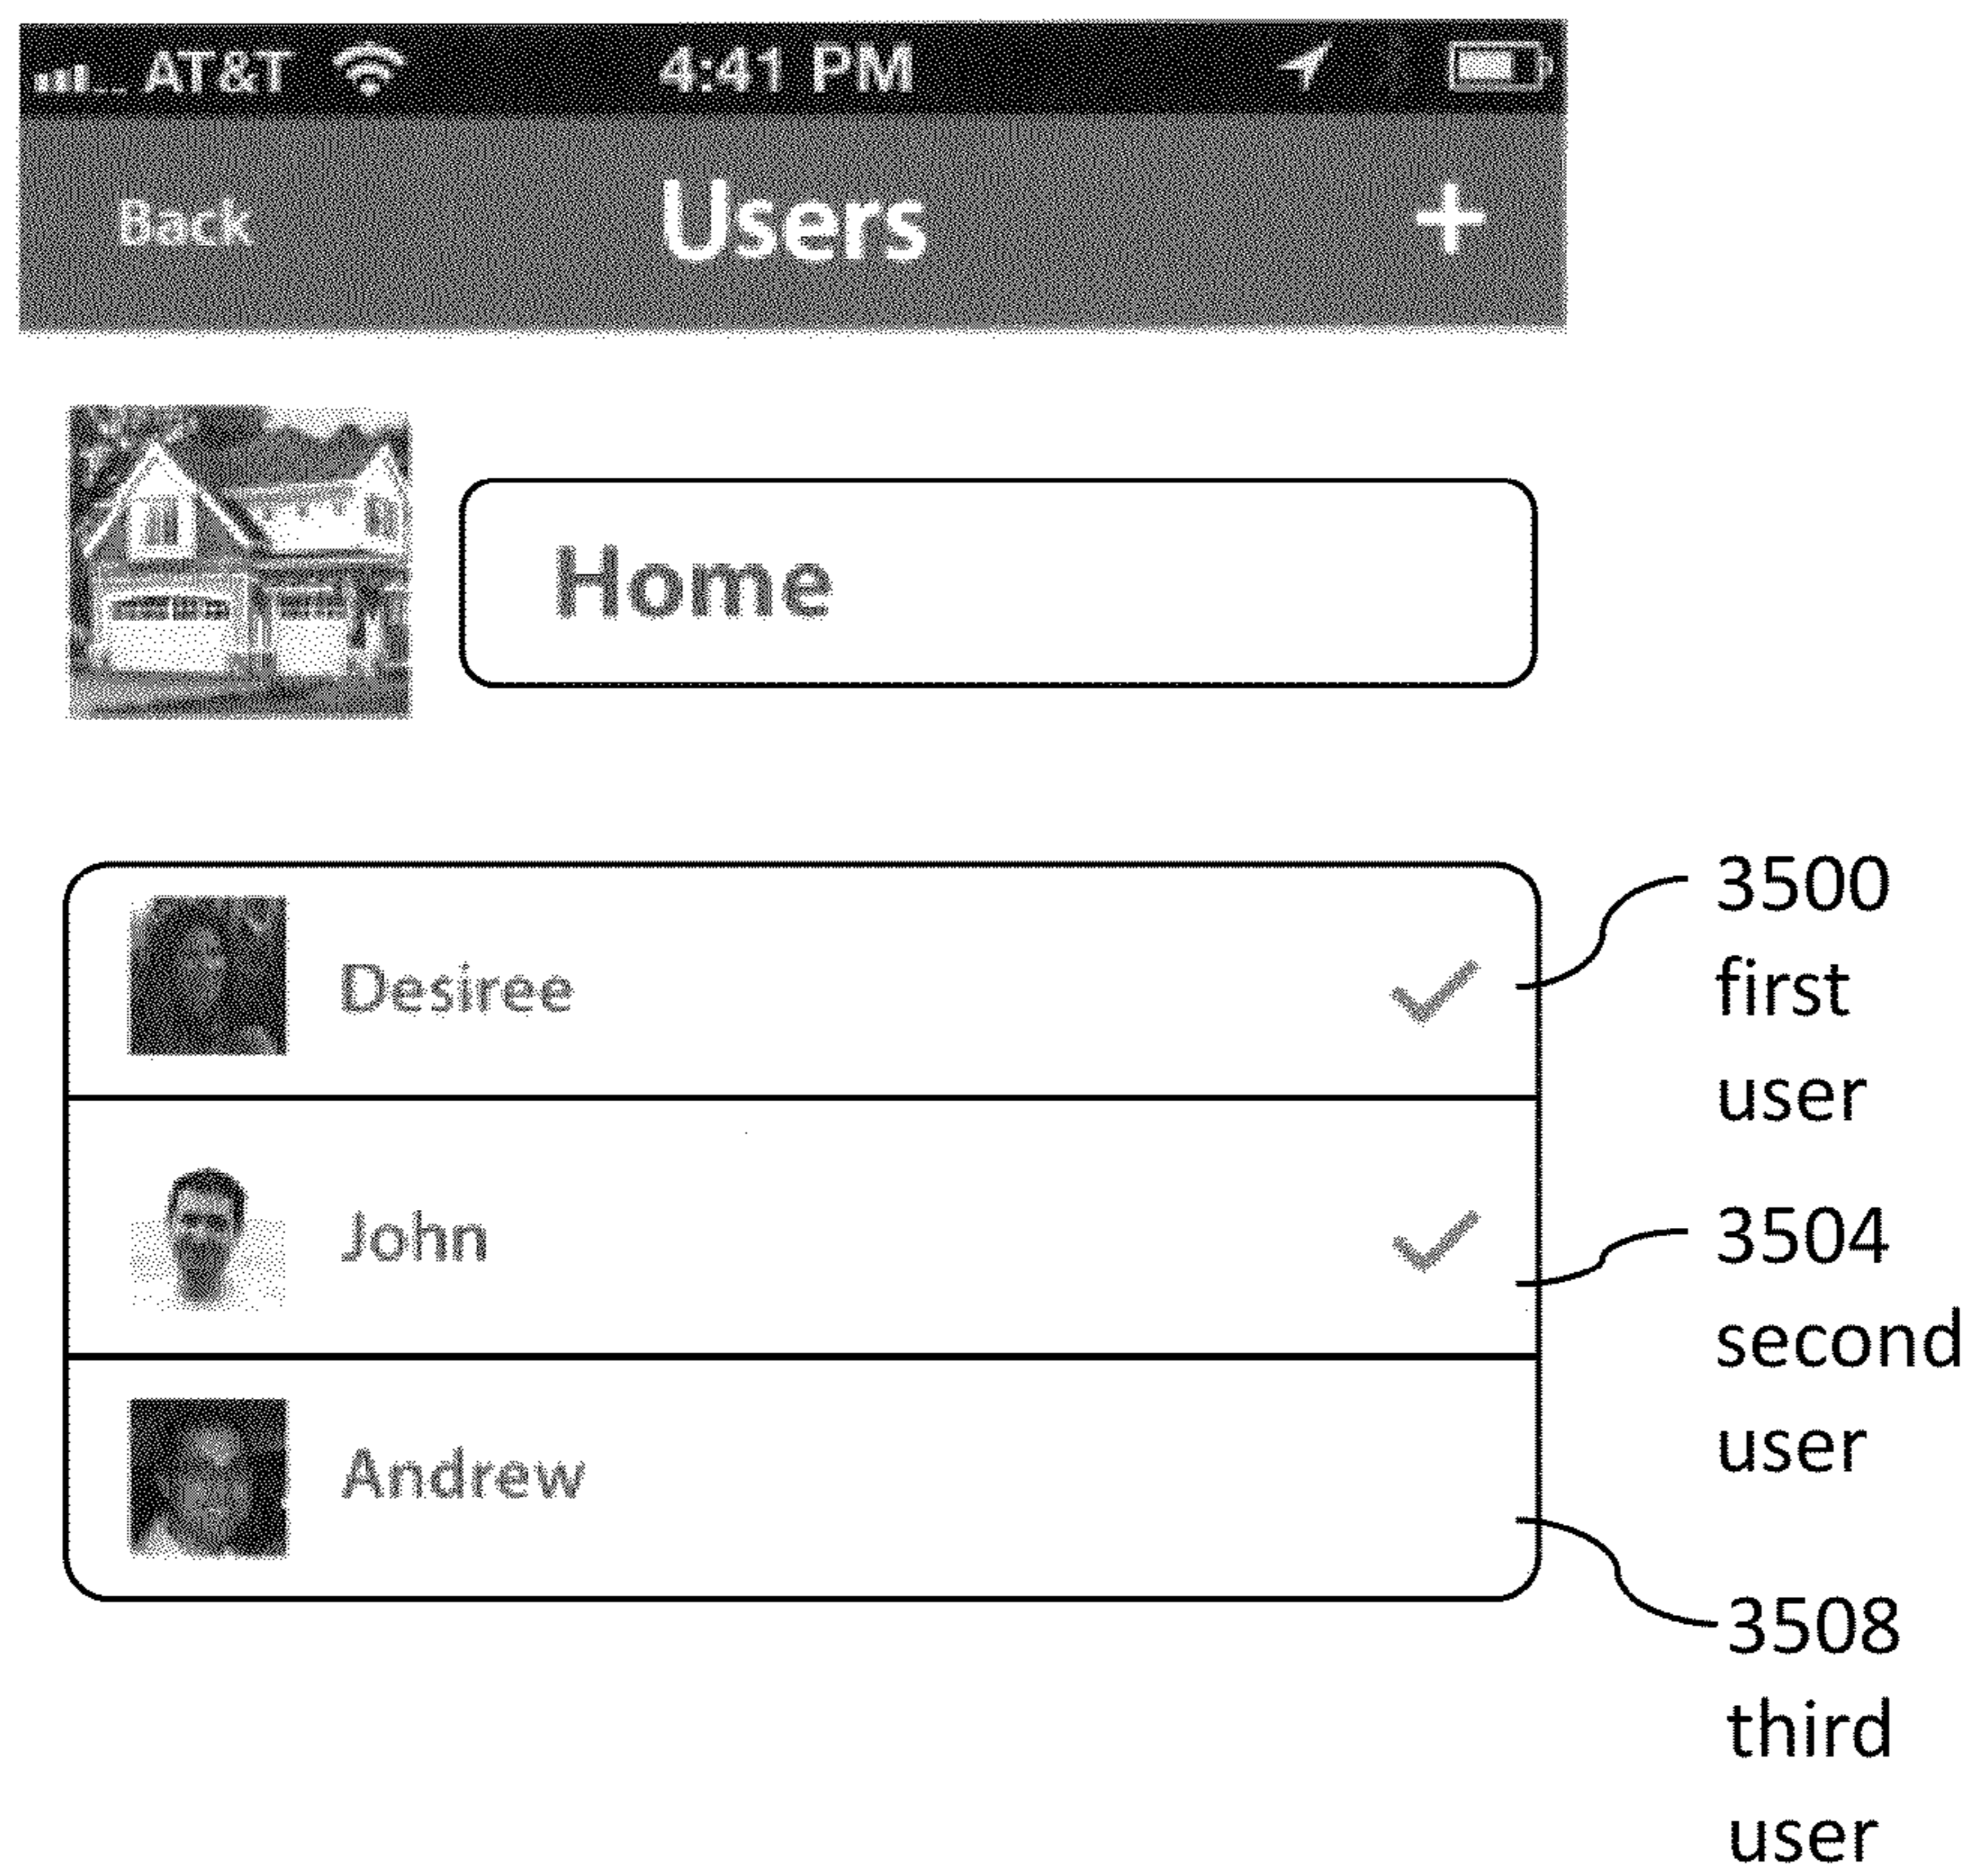 AT&T 4:41 PM
Back Users +
Home
Desiree
John
Andrew
3500
first
user
3504
second
user
3508
third
user